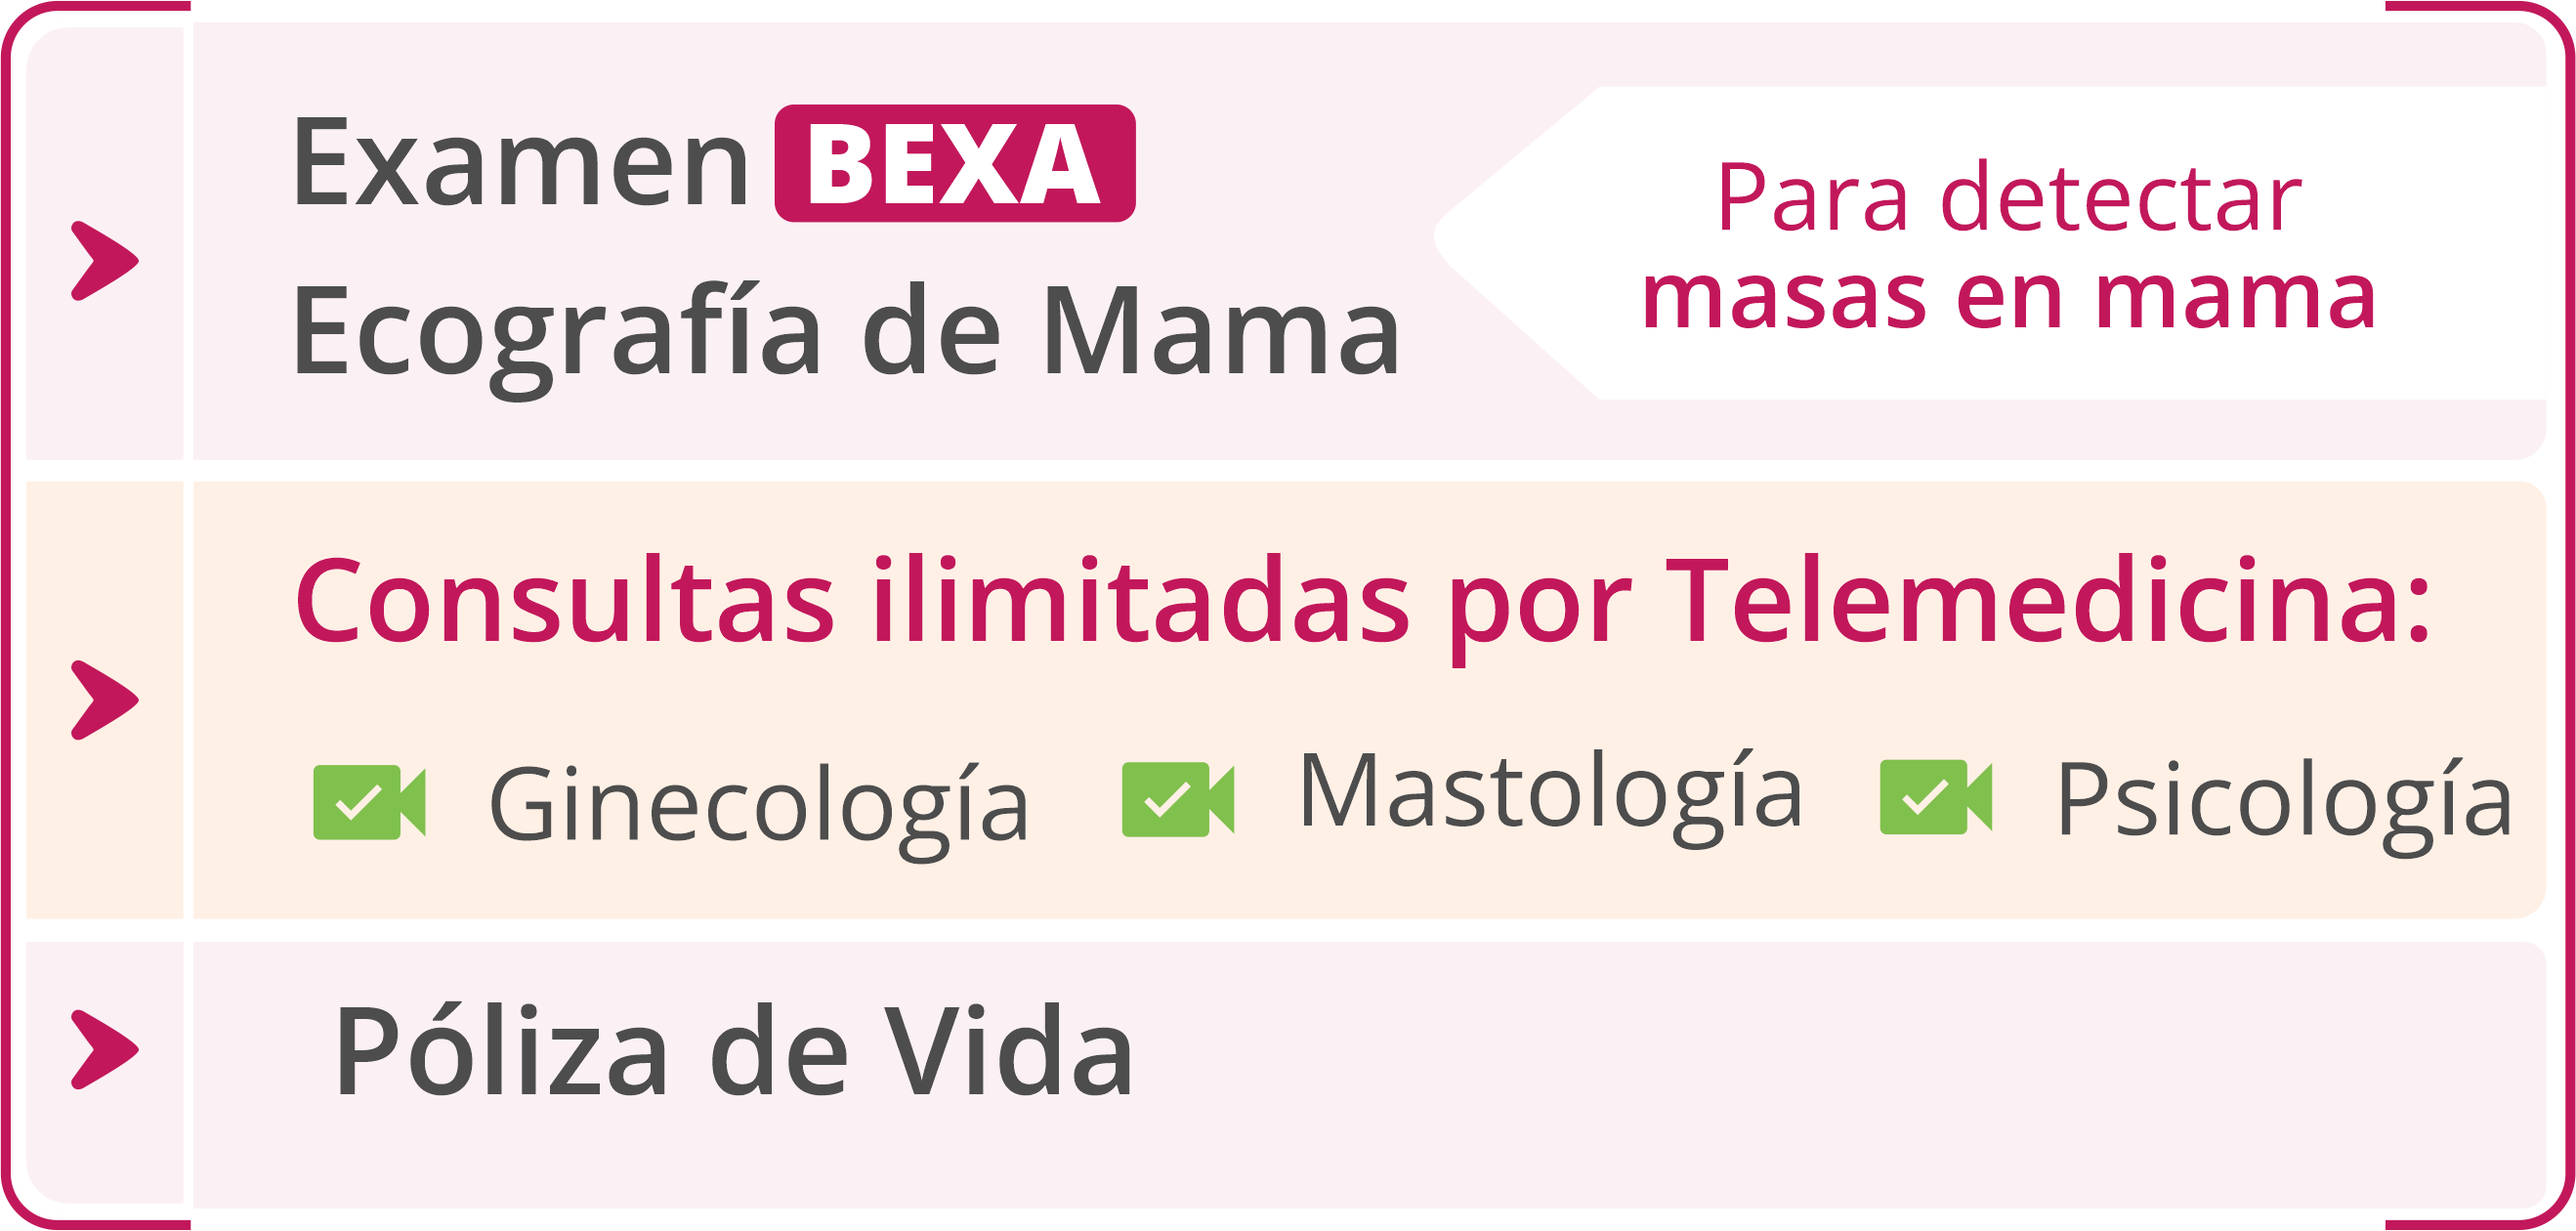 Examen BEXA
Ecografía de Mama
Para detectar
masas en mama
Consultas ilimitadas por Telemedicina:
Ginecología Mastología Psicología
Póliza de Vida